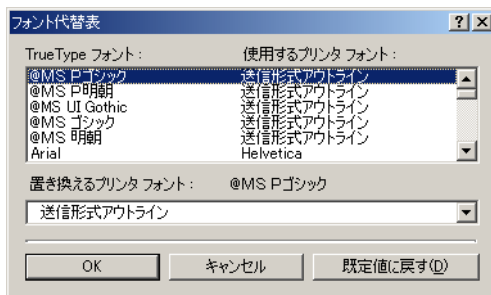 フォント代替表
TrueType フォント： 使用するプリンタ フォント：
@MS Pゴシック 送信形式アウトライン
@MS P明朝 送信形式アウトライン
@MS UI Gothic 送信形式アウトライン
@MS ゴシック 送信形式アウトライン
@MS 明朝 送信形式アウトライン
Arial Helvetica
置き換えるプリンタ フォント： @MS Pゴシック
送信形式アウトライン
OK キャンセル 既定値に戻す(D)